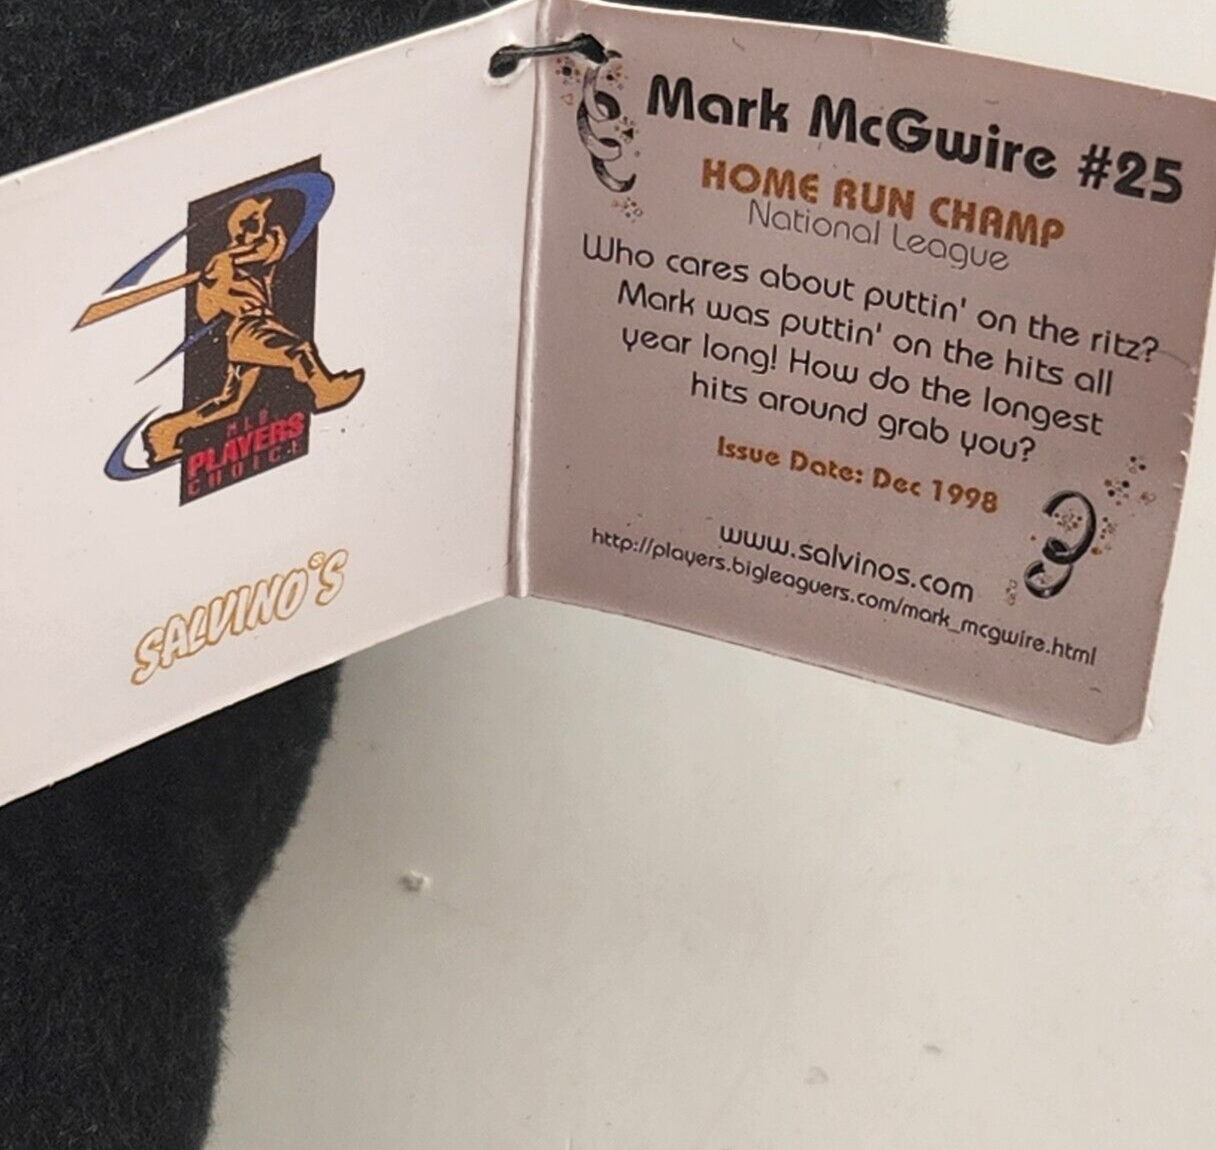 MLB
PLAYERS
CHOICE
SALVINO'S
Mark McGwire #25
HOME RUN CHAMP
National League
Who cares about puttin' on the ritz?
Mark was puttin' on the hits all
year long! How do the longest
hits around grab you?
Issue Date: Dec 1998
www.salvinos.com
http://players.bigleaguers.com/mark_mcgwire.html